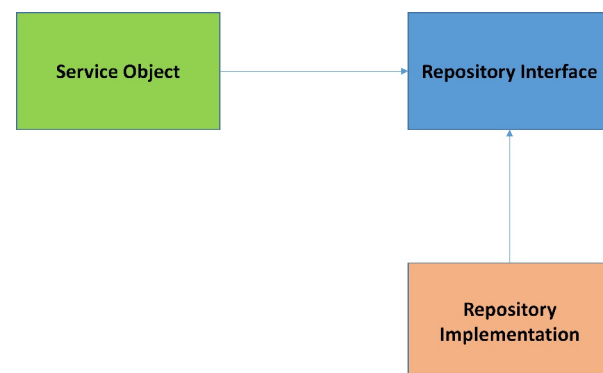 Service Object
Repository Interface
Repository
Implementation